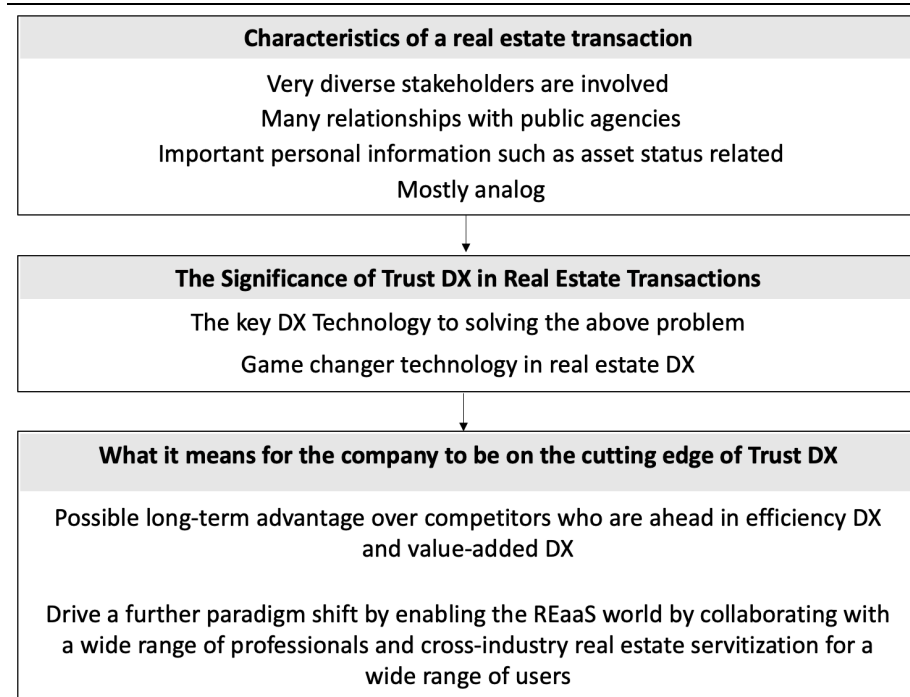 Characteristics of a real estate transaction
Very diverse stakeholders are involved
Many relationships with public agencies
Important personal information such as asset status related
Mostly analog
The Significance of Trust DX in Real Estate Transactions
The key DX Technology to solving the above problem
Game changer technology in real estate DX
What it means for the company to be on the cutting edge of Trust DX
Possible long-term advantage over competitors who are ahead in efficiency DX
and value-added DX
Drive a further paradigm shift by enabling the REaaS world by collaborating with
a wide range of professionals and cross-industry real estate servitization for a
wide range of users